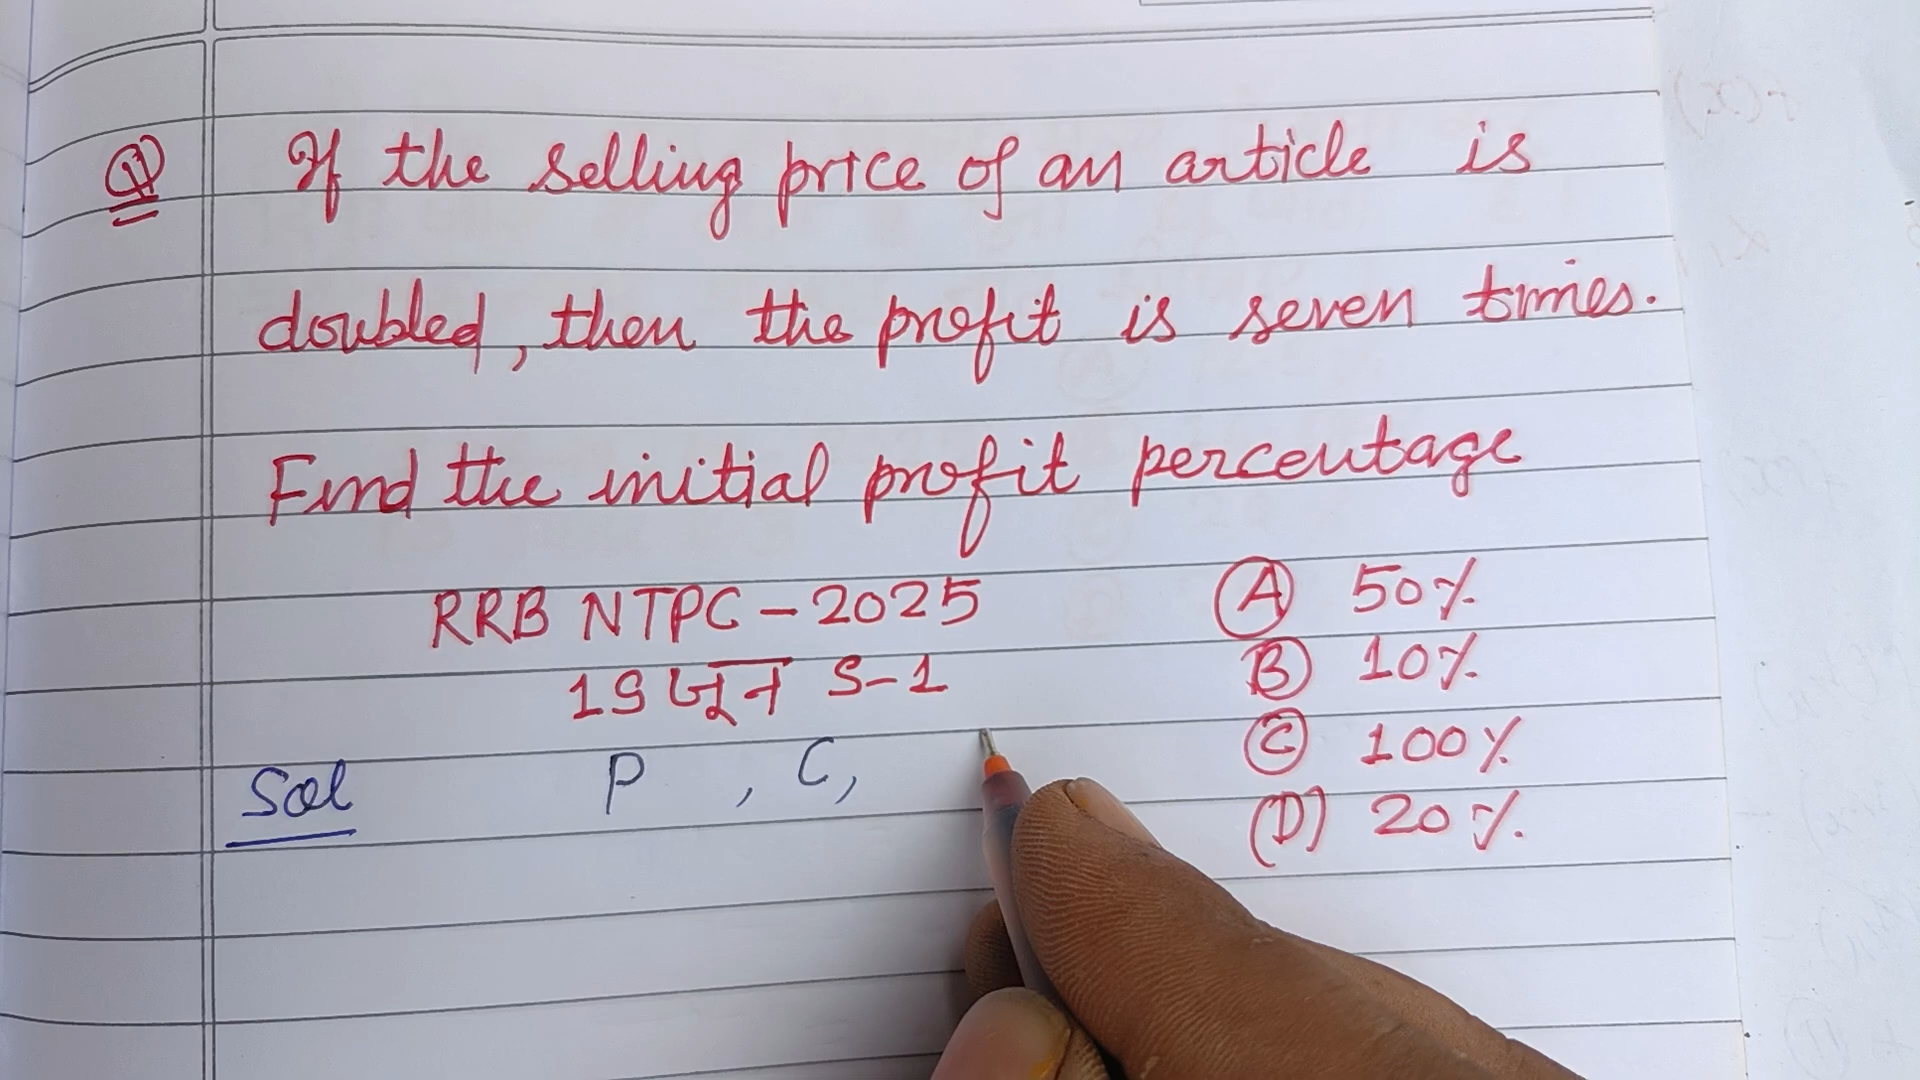 Q If the selling price of an article is
doubled, then the profit is seven times.
Find the initial profit percentage
RRB NTPC - 2025
19 जून S-1
(A) 50%
(B) 10%
(C) 100%
(D) 20%
Sol P , C,